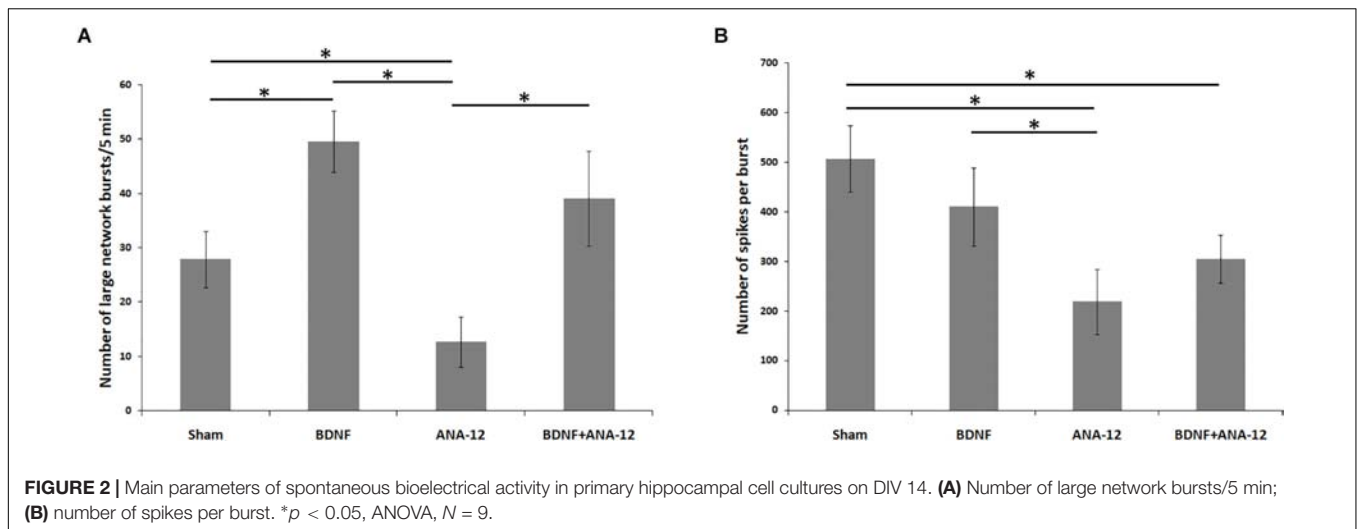 A
Number of large network bursts/5 min
60
50
40
30
20
10
0
*
*
*
*
Sham
BDNF
ANA-12
BDNF+ANA-12
B
Number of spikes per burst
700
600
500
400
300
200
100
0
*
*
*
Sham
BDNF
ANA-12
BDNF+ANA-12
FIGURE 2 | Main parameters of spontaneous bioelectrical activity in primary hippocampal cell cultures on DIV 14. (A) Number of large network bursts/5 min;
(B) number of spikes per burst. *p < 0.05, ANOVA, N = 9.